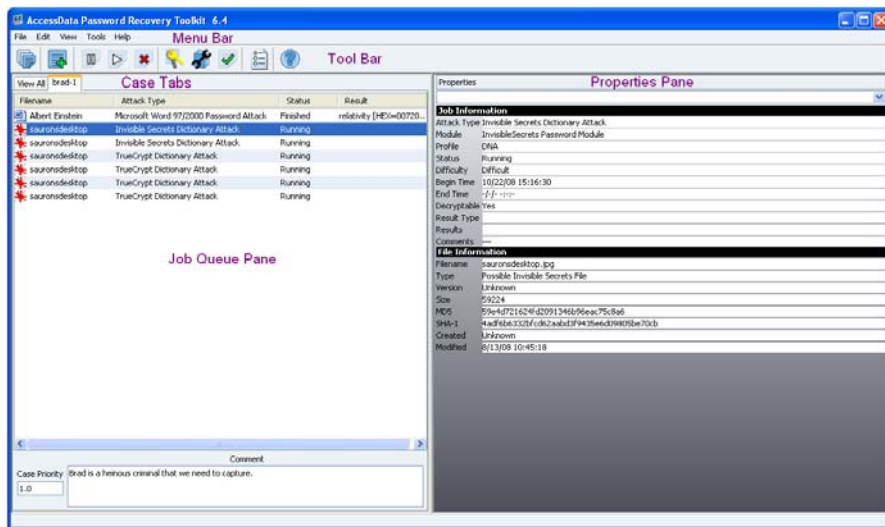 AccessData Password Recovery Toolkit 6.4
File Edit View Tools Help Menu Bar
Tool Bar
View All brad-1 Case Tabs
Filename Attack Type Status Result
Albert Einstein Microsoft Word 97/2000 Password Attack Finished relativity [HEX=00720...
sauronsdesktop Invisible Secrets Dictionary Attack Running
sauronsdesktop Invisible Secrets Dictionary Attack Running
sauronsdesktop TrueCrypt Dictionary Attack Running
sauronsdesktop TrueCrypt Dictionary Attack Running
sauronsdesktop TrueCrypt Dictionary Attack Running
sauronsdesktop TrueCrypt Dictionary Attack Running
Job Queue Pane
Comment
Case Priority Brad is a heinous criminal that we need to capture.
1.0
Properties Properties Pane
Job Information
Attack Type Invisible Secrets Dictionary Attack
Module InvisibleSecrets Password Module
Profile DNA
Status Running
Difficulty Difficult
Begin Time 10/22/08 15:16:30
End Time -/-/- -:-:-
Decryptable Yes
Result Type
Results
Comments ---
File Information
Filename sauronsdesktop.jpg
Type Possible Invisible Secrets File
Version Unknown
Size 59224
MD5 59e4d721624fd2091346b96eac75c8a6
SHA-1 4adf6b6332bfcd62aabd3f9435e6d09805be70cb
Created Unknown
Modified 8/13/08 10:45:18